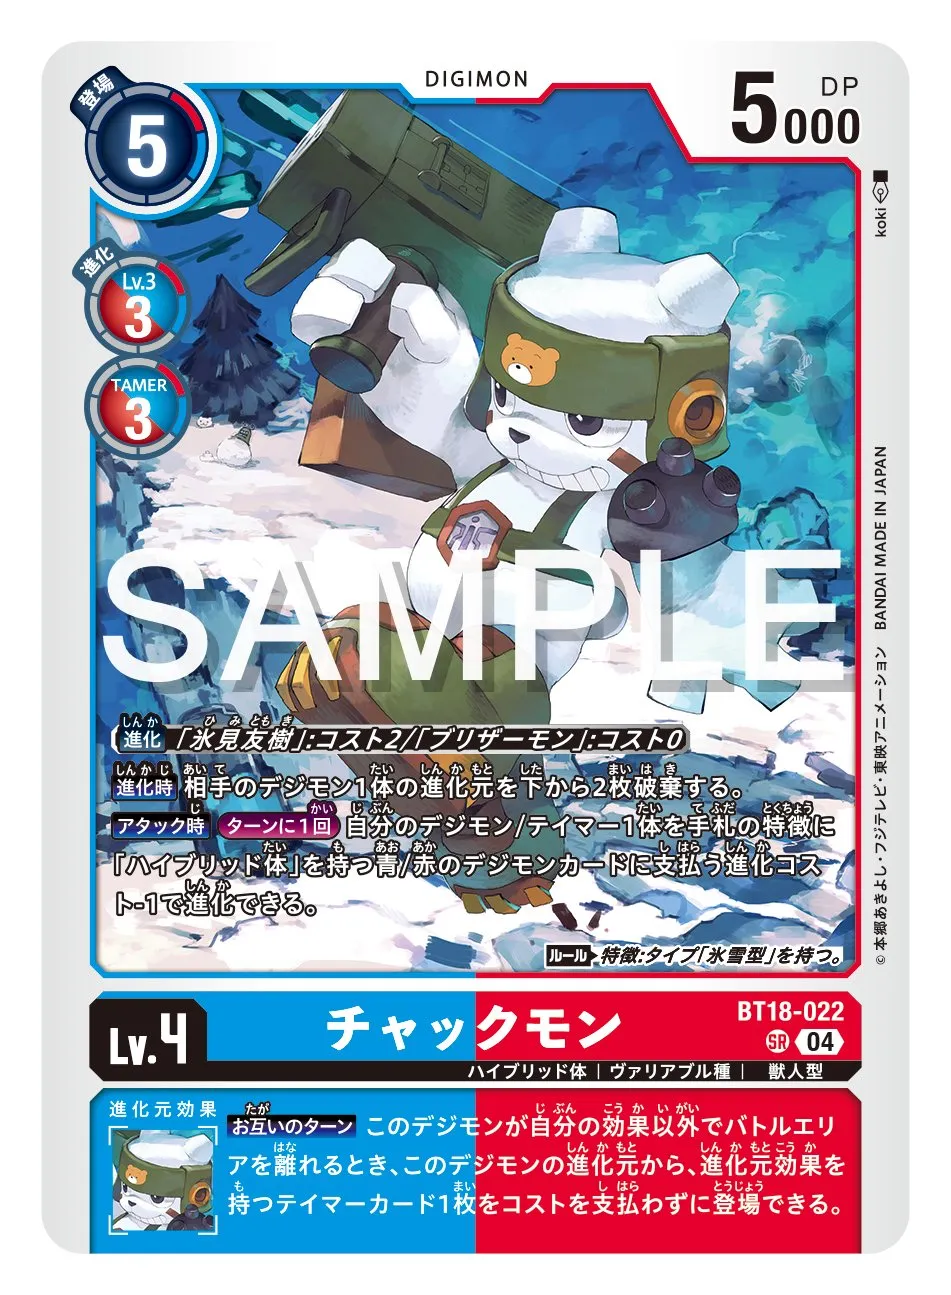 DIGIMON
登場
5
DP
5000
進化
Lv.3
3
TAMER
3
koki
BANDAI MADE IN JAPAN
©本郷あきよし・フジテレビ・東映アニメーション
SAMPLE
進化 「氷見友樹」:コスト2/「ブリザーモン」:コスト0
進化時 相手のデジモン1体の進化元を下から2枚破棄する。
アタック時 ターンに1回 自分のデジモン/テイマー1体を手札の特徴に
「ハイブリッド体」を持つ青/赤のデジモンカードに支払う進化コス
ト-1で進化できる。
ルール 特徴:タイプ「氷雪型」を持つ。
Lv.4
チャックモン
BT18-022
SR 04
ハイブリッド体 | ヴァリアブル種 | 獣人型
進化元効果
お互いのターン このデジモンが自分の効果以外でバトルエリ
アを離れるとき、このデジモンの進化元から、進化元効果を
持つテイマーカード1枚をコストを支払わずに登場できる。